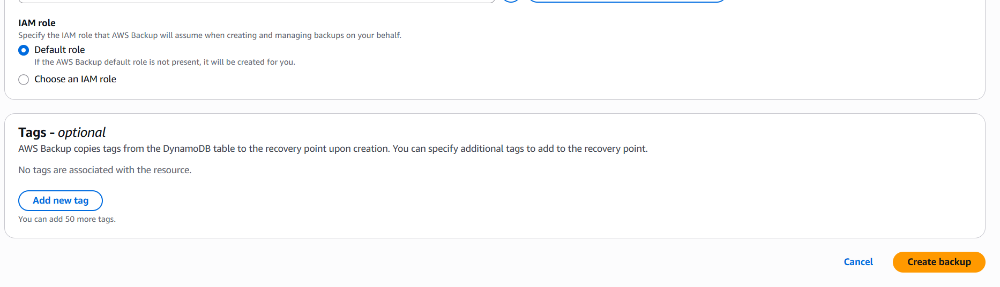 IAM role
Specify the IAM role that AWS Backup will assume when creating and managing backups on your behalf.
Default role
If the AWS Backup default role is not present, it will be created for you.
Choose an IAM role
Tags - optional
AWS Backup copies tags from the DynamoDB table to the recovery point upon creation. You can specify additional tags to add to the recovery point.
No tags are associated with the resource.
Add new tag
You can add 50 more tags.
Cancel
Create backup